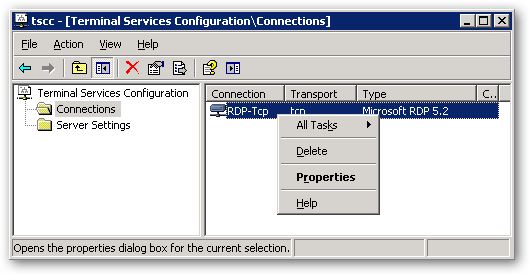 tscc - [Terminal Services Configuration\Connections]
File Action View Help
Terminal Services Configuration
Connections
Server Settings
Connection Transport Type C..
RDP-Tcp tcp Microsoft RDP 5.2
All Tasks
Delete
Properties
Help
Opens the properties dialog box for the current selection.